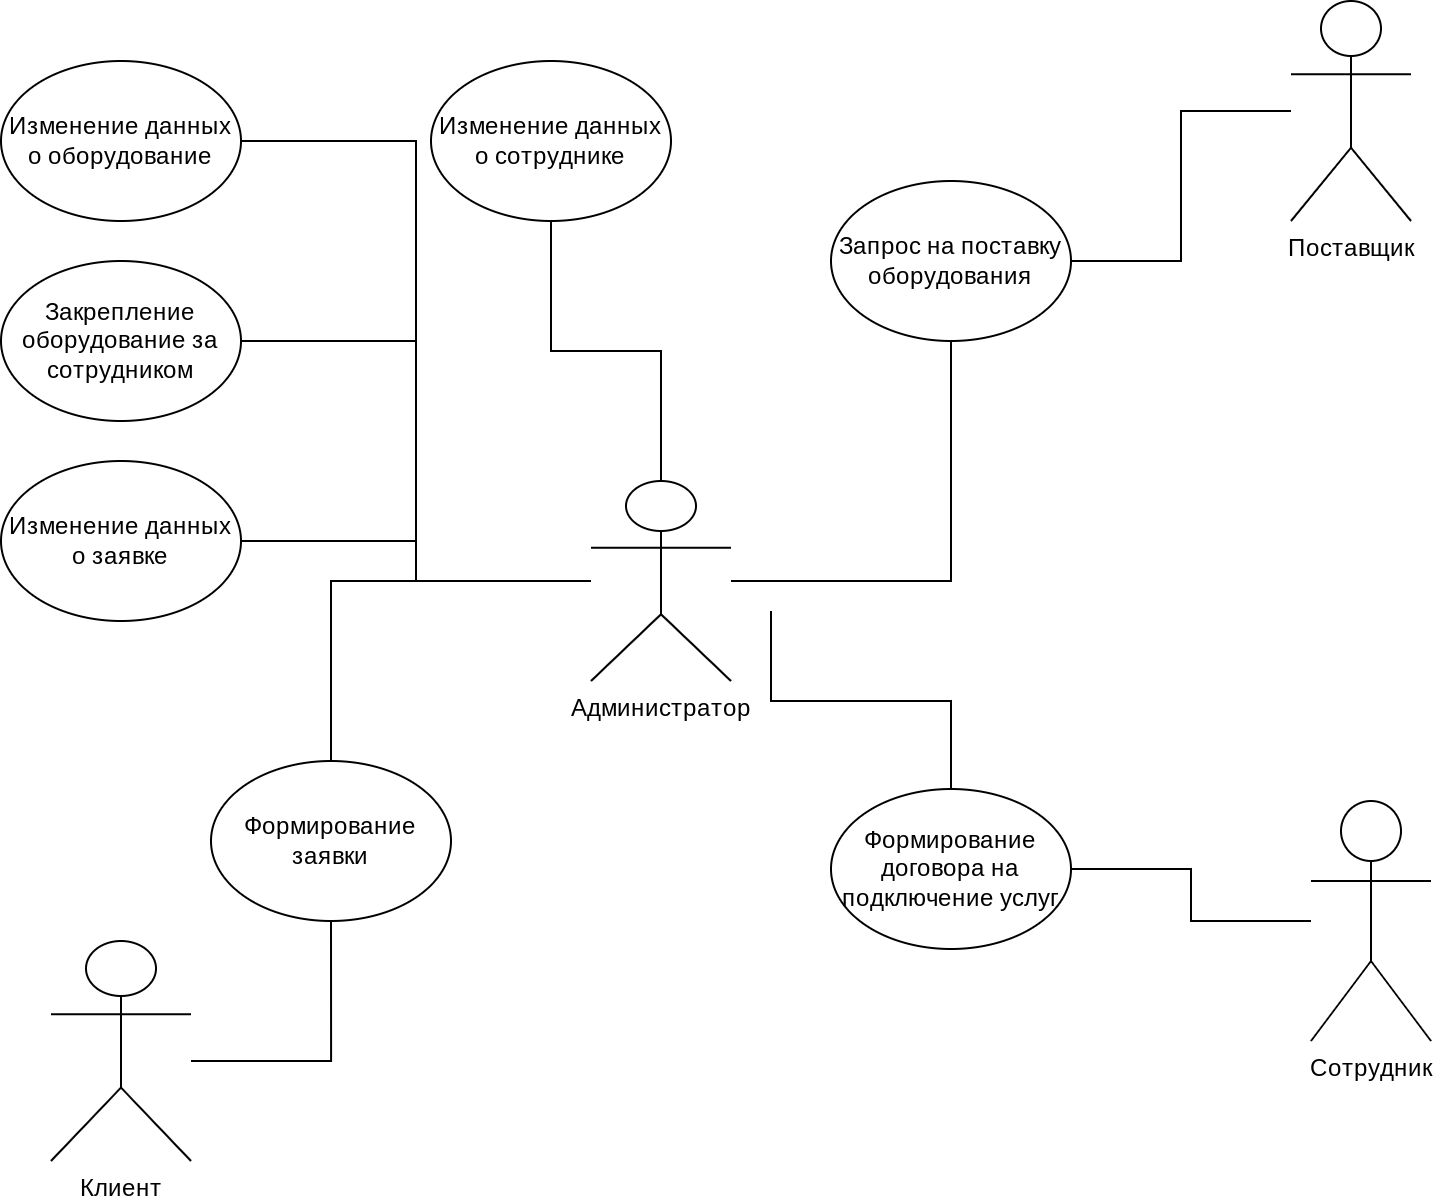 Изменение данных
о оборудование
Изменение данных
о сотруднике
Запрос на поставку
оборудования
Поставщик
Закрепление
оборудование за
сотрудником
Изменение данных
о заявке
Администратор
Формирование
заявки
Формирование
договора на
подключение услуг
Сотрудник
Клиент